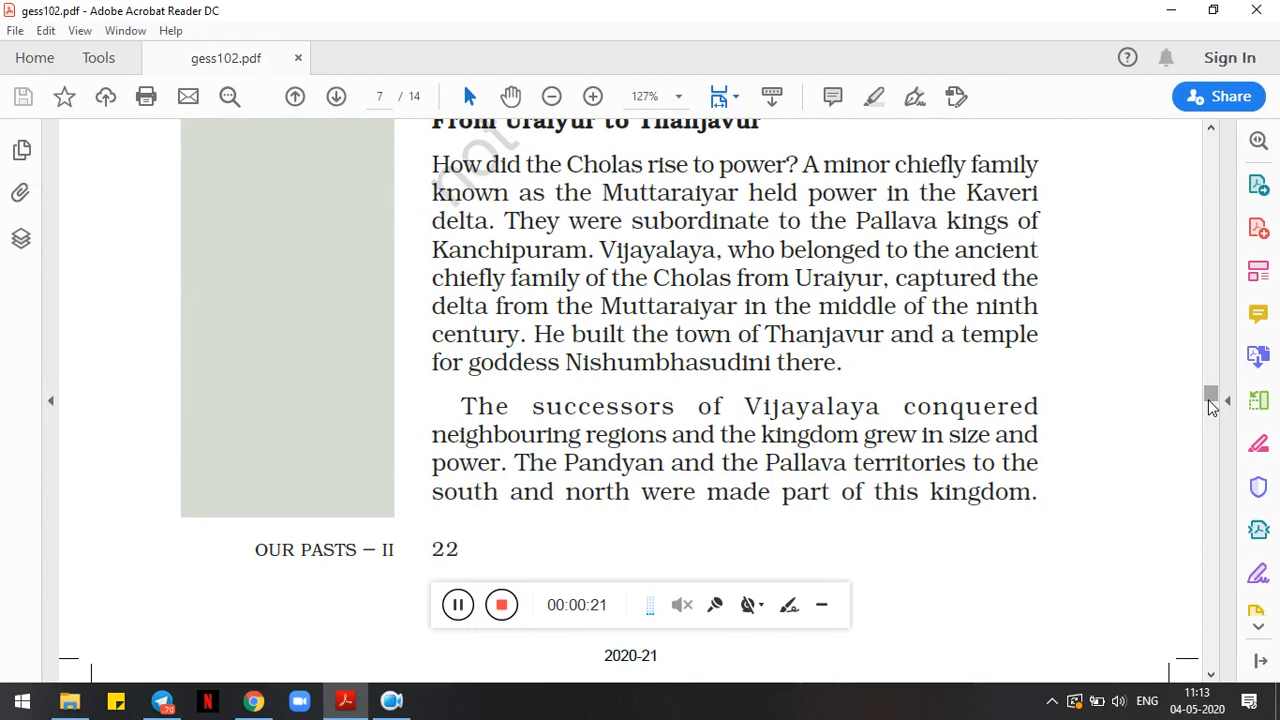 gess102.pdf - Adobe Acrobat Reader DC
File Edit View Window Help
Home Tools gess102.pdf × Sign In
7 / 14 127% Share
From Uraiyur to Thanjavur
not
How did the Cholas rise to power? A minor chiefly family
known as the Muttaraiyar held power in the Kaveri
delta. They were subordinate to the Pallava kings of
Kanchipuram. Vijayalaya, who belonged to the ancient
chiefly family of the Cholas from Uraiyur, captured the
delta from the Muttaraiyar in the middle of the ninth
century. He built the town of Thanjavur and a temple
for goddess Nishumbhasudini there.
The successors of Vijayalaya conquered
neighbouring regions and the kingdom grew in size and
power. The Pandyan and the Pallava territories to the
south and north were made part of this kingdom.
OUR PASTS – II 22
00:00:21
2020-21
70
ENG 11:13
04-05-2020